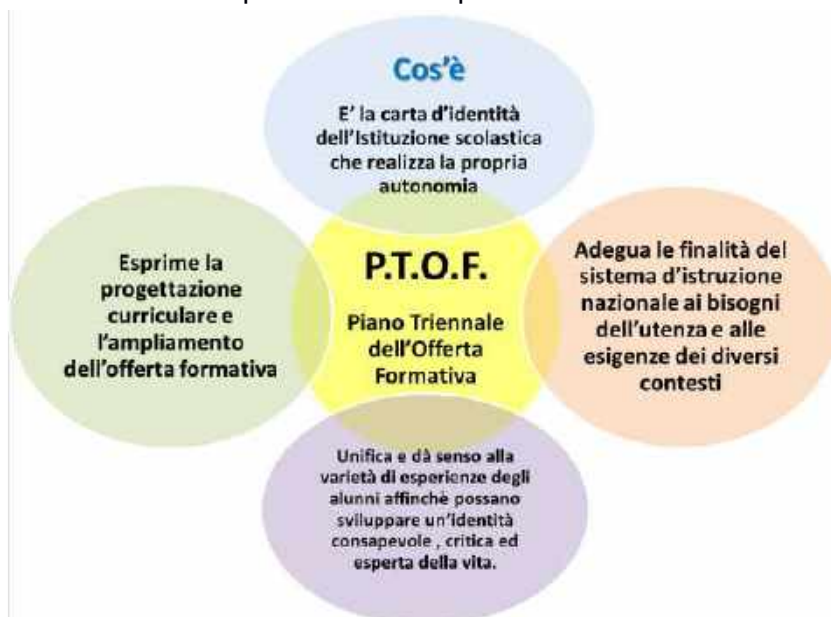 Cos'è
E' la carta d'identità
dell'Istituzione scolastica
che realizza la propria
autonomia
Esprime la
progettazione
curriculare e
l'ampliamento
dell'offerta formativa
P.T.O.F.
Piano Triennale
dell'Offerta
Formativa
Adegua le finalità del
sistema d'istruzione
nazionale ai bisogni
dell'utenza e alle
esigenze dei diversi
contesti
Unifica e dà senso alla
varietà di esperienze degli
alunni affinchè possano
sviluppare un'identità
consapevole , critica ed
esperta della vita.